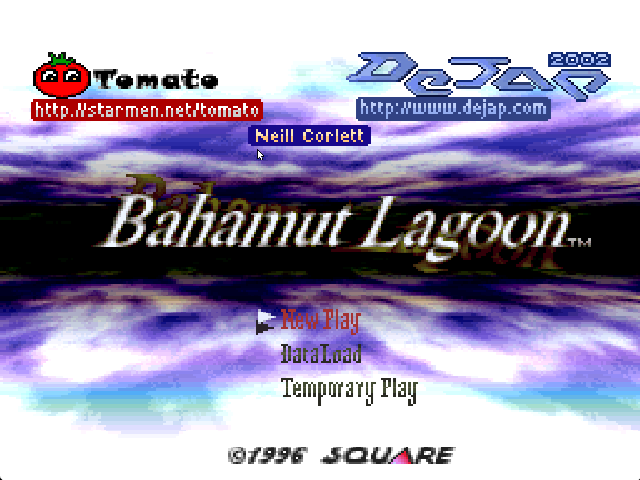 Tomato
http://starmen.net/tomato
DeJap 2002
http://www.dejap.com
Neill Corlett
Bahamut Lagoon™
New Play
DataLoad
Temporary Play
©1996 SQUARE